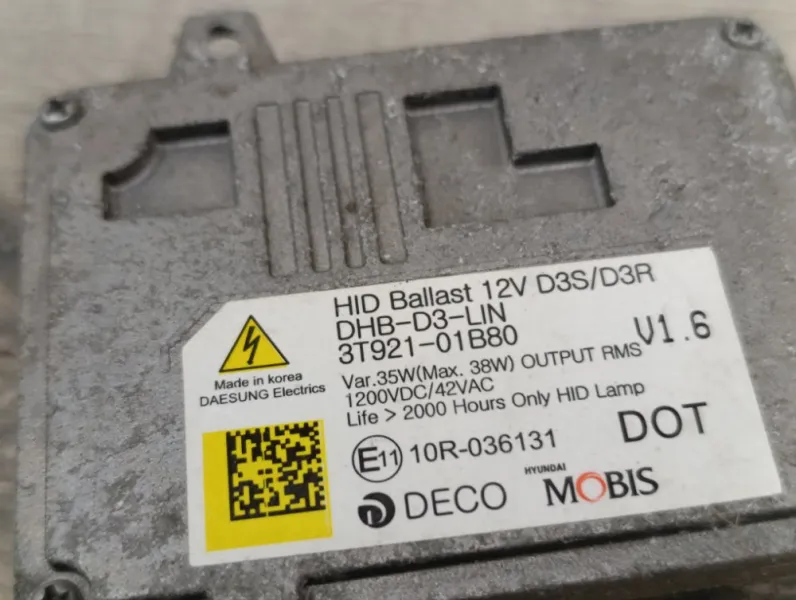 HID Ballast 12V D3S/D3R
DHB-D3-LIN
3T921-01B80
V1.6
Var.35W(Max. 38W) OUTPUT RMS
1200VDC/42VAC
Life > 2000 Hours Only HID Lamp
Made in korea
DAESUNG Electrics
E11 10R-036131
DOT
DECO
HYUNDAI
MOBIS